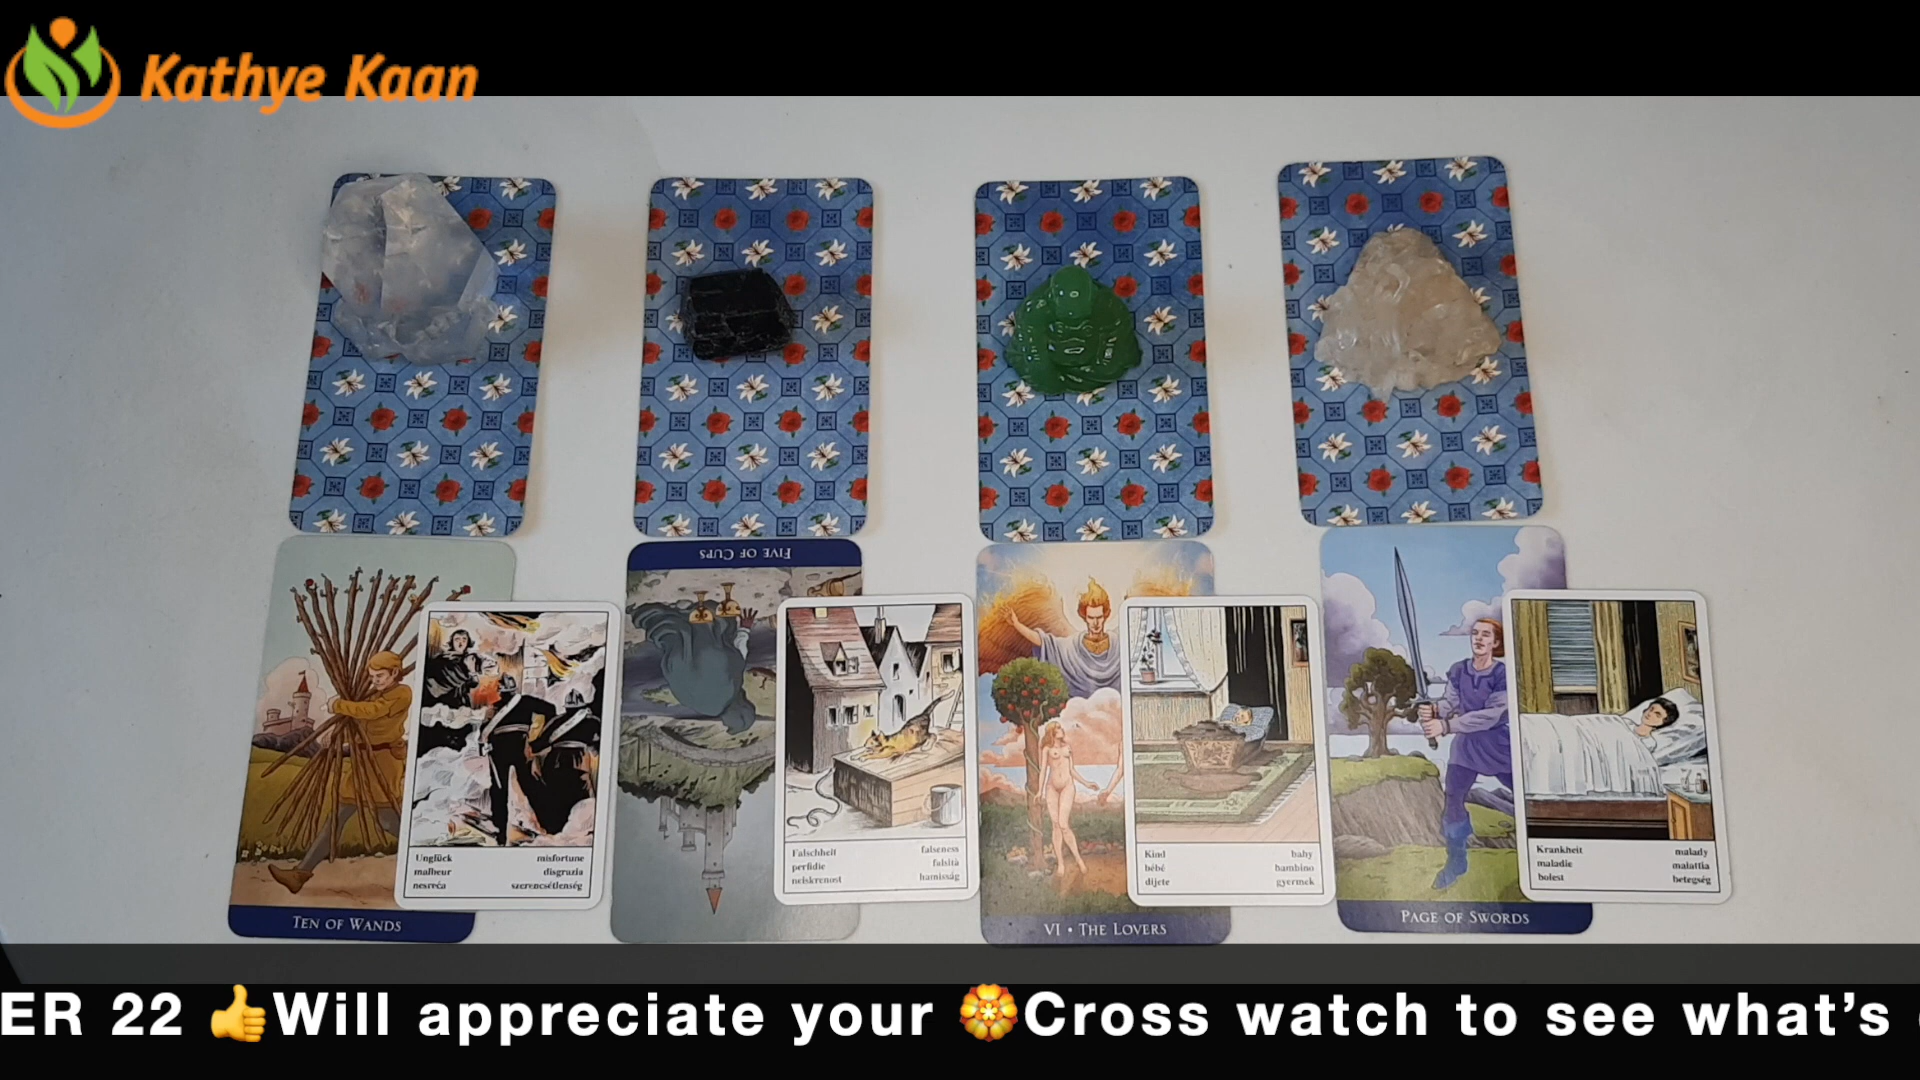 Kathye Kaan
FIVE OF CUPS
TEN OF WANDS
Unglück misfortune
malheur disgrazia
nesreća szerencsétlenség
Falschheit falseness
perfidie falsità
neiskrenost hamisság
VI • THE LOVERS
Kind baby
bébé bambino
dijete gyermek
PAGE OF SWORDS
Krankheit malady
maladie malattia
bolest betegség
ER 22 👍Will appreciate your 🏵️Cross watch to see what’s